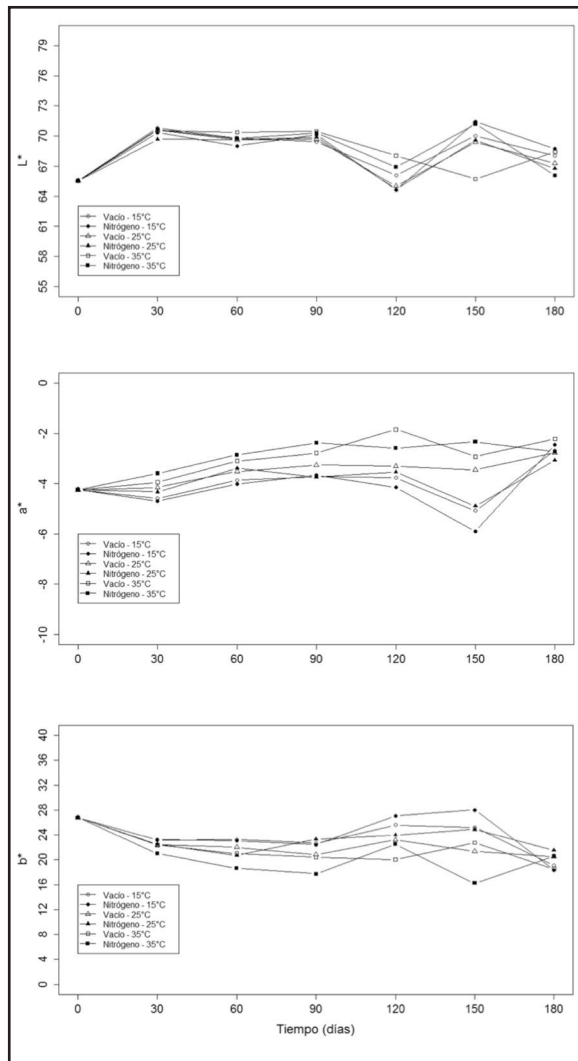 79
76
73
70
67
64
61
58
55
L*
Vacío - 15°C
Nitrógeno - 15°C
Vacío - 25°C
Nitrógeno - 25°C
Vacío - 35°C
Nitrógeno - 35°C
0 30 60 90 120 150 180
0
-2
-4
-6
-8
-10
a*
Vacío - 15°C
Nitrógeno - 15°C
Vacío - 25°C
Nitrógeno - 25°C
Vacío - 35°C
Nitrógeno - 35°C
0 30 60 90 120 150 180
40
36
32
28
24
20
16
12
8
4
0
b*
Vacío - 15°C
Nitrógeno - 15°C
Vacío - 25°C
Nitrógeno - 25°C
Vacío - 35°C
Nitrógeno - 35°C
0 30 60 90 120 150 180
Tiempo (días)